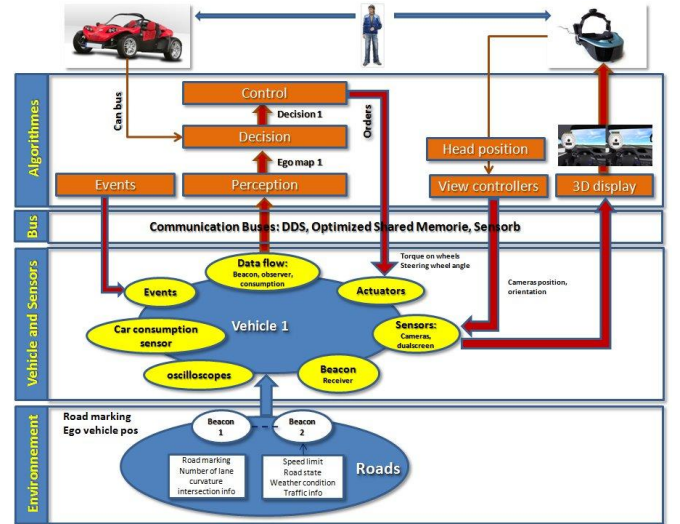 Algorithmes
Can bus
Control
Decision 1
Decision
Ego map 1
Perception
Events
Orders
Head position
View controllers
3D display
Bus
Communication Buses: DDS, Optimized Shared Memorie, Sensorb
Vehicle and Sensors
Data flow:
Beacon, observer,
consumption
Torque on wheels
Steering wheel angle
Cameras position,
orientation
Events
Actuators
Vehicle 1
Car consumption
sensor
Sensors:
Cameras,
dualscreen
oscilloscopes
Beacon
Receiver
Environnement
Road marking
Ego vehicle pos
Beacon
1
Beacon
2
Roads
Road marking
Number of lane
curvature
intersection info
Speed limit
Road state
Weather condition
Traffic info